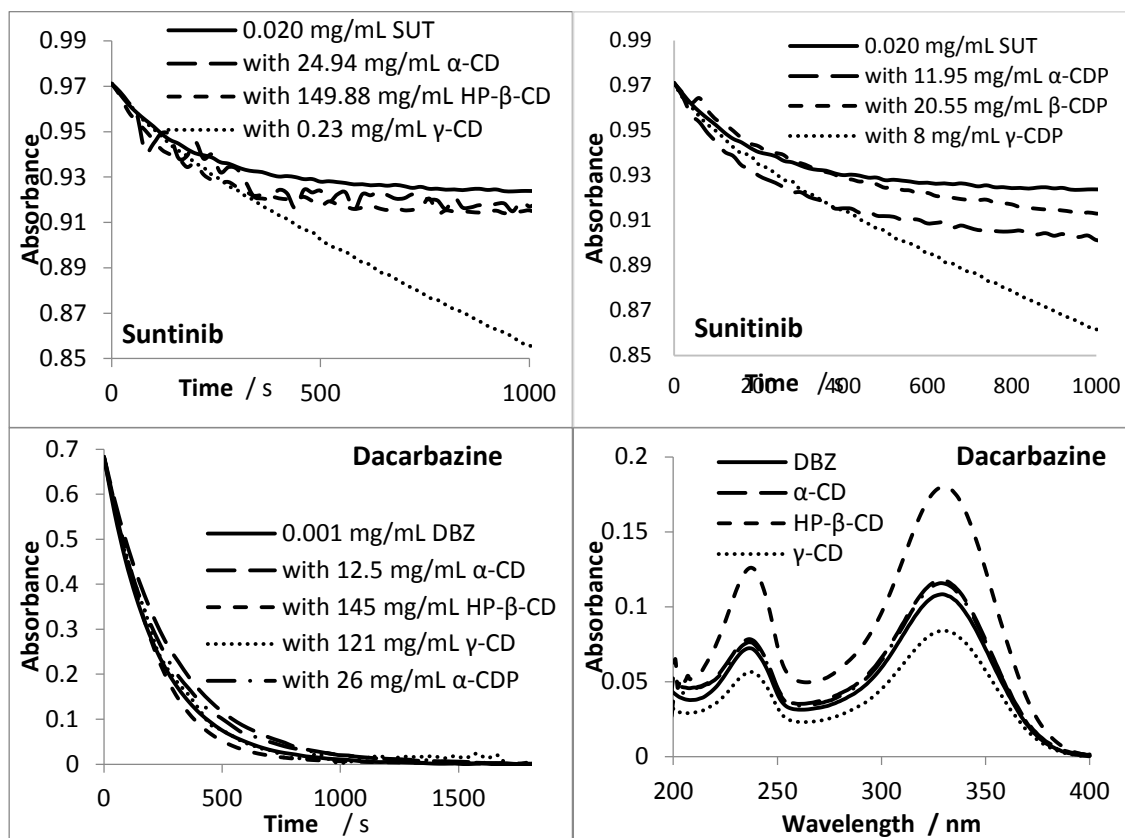 0.99
0.97
0.95
0.93
0.91
0.89
0.87
0.85
Absorbance
0.020 mg/mL SUT
with 24.94 mg/mL α-CD
with 149.88 mg/mL HP-β-CD
with 0.23 mg/mL γ-CD
Suntinib
0
500
1000
Time / s
0.99
0.97
0.95
0.93
0.91
0.89
0.87
0.85
Absorbance
0.020 mg/mL SUT
with 11.95 mg/mL α-CDP
with 20.55 mg/mL β-CDP
with 8 mg/mL γ-CDP
Sunitinib
0
200
400
600
800
1000
Time / s
0.7
0.6
0.5
0.4
0.3
0.2
0.1
0
Absorbance
Dacarbazine
0.001 mg/mL DBZ
with 12.5 mg/mL α-CD
with 145 mg/mL HP-β-CD
with 121 mg/mL γ-CD
with 26 mg/mL α-CDP
0
500
1000
1500
Time / s
0.2
0.15
0.1
0.05
0
Absorbance
Dacarbazine
DBZ
α-CD
HP-β-CD
γ-CD
200
250
300
350
400
Wavelength / nm